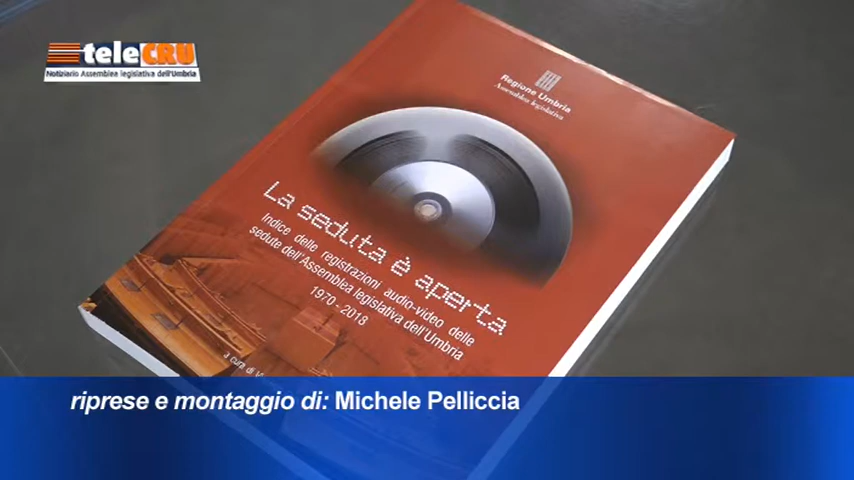 teleCRU
Notiziario Assemblea legislativa dell'Umbria
Regione Umbria
Assemblea legislativa
La seduta è aperta
Indice delle registrazioni audio-video delle
sedute dell'Assemblea legislativa dell'Umbria
1970 - 2018
a cura di
riprese e montaggio di: Michele Pelliccia